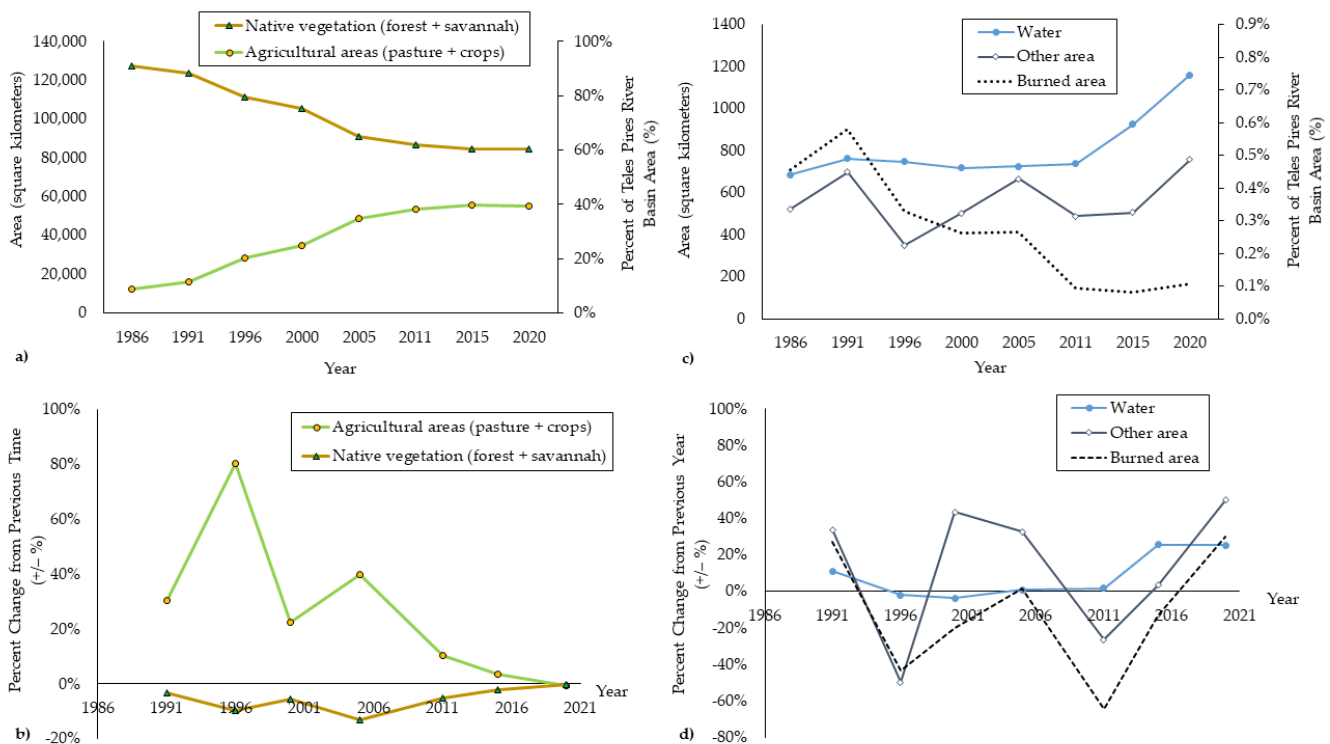 Native vegetation (forest + savannah)
Agricultural areas (pasture + crops)
140,000
120,000
100,000
80,000
60,000
40,000
20,000
0
Area (square kilometers)
100%
80%
60%
40%
20%
0%
Percent of Teles Pires River
Basin Area (%)
1986 1991 1996 2000 2005 2011 2015 2020
Year
a)
Water
Other area
Burned area
1400
1200
1000
800
600
400
200
0
Area (square kilometers)
0.9%
0.8%
0.7%
0.6%
0.5%
0.4%
0.3%
0.2%
0.1%
0.0%
Percent of Teles Pires River
Basin Area (%)
1986 1991 1996 2000 2005 2011 2015 2020
Year
c)
Agricultural areas (pasture + crops)
Native vegetation (forest + savannah)
100%
80%
60%
40%
20%
0%
-20%
Percent Change from Previous Time
(+/− %)
1986 1991 1996 2001 2006 2011 2016 2021
Year
b)
Water
Other area
Burned area
100%
80%
60%
40%
20%
0%
-20%
-40%
-60%
-80%
Percent Change from Previous Year
(+/− %)
1986 1991 1996 2001 2006 2011 2016 2021
Year
d)